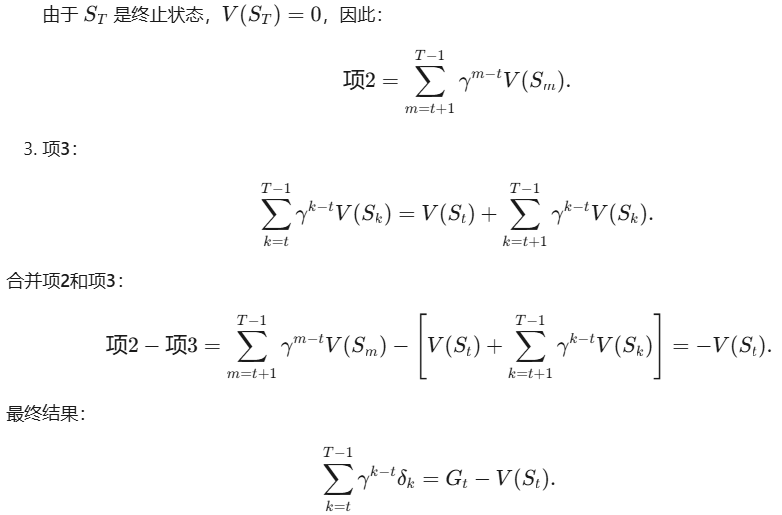 由于 $S_T$ 是终止状态，$V(S_T) = 0$，因此：
$$项2 = \sum_{m=t+1}^{T-1} \gamma^{m-t} V(S_m).$$
3. 项3：
$$\sum_{k=t}^{T-1} \gamma^{k-t} V(S_k) = V(S_t) + \sum_{k=t+1}^{T-1} \gamma^{k-t} V(S_k).$$
合并项2和项3：
$$项2 - 项3 = \sum_{m=t+1}^{T-1} \gamma^{m-t} V(S_m) - \left[ V(S_t) + \sum_{k=t+1}^{T-1} \gamma^{k-t} V(S_k) \right] = -V(S_t).$$
最终结果：
$$\sum_{k=t}^{T-1} \gamma^{k-t} \delta_k = G_t - V(S_t).$$